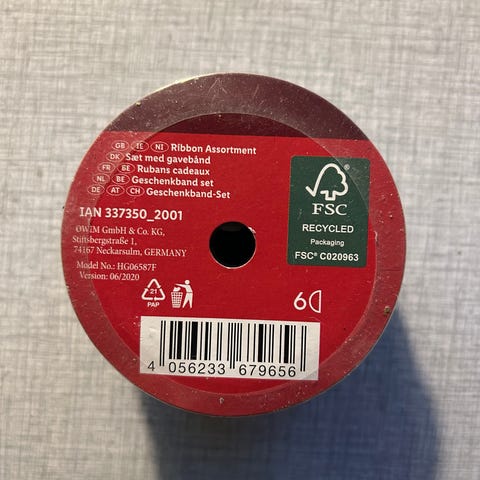 GB IE NI Ribbon Assortment
DK Sæt med gavebånd
FR BE Rubans cadeaux
NL BE Geschenkband set
DE AT CH Geschenkband-Set
IAN 337350_2001
OWIM GmbH & Co. KG,
Stiftsbergstraße 1,
74167 Neckarsulm, GERMANY
Model No.: HG06587F
Version: 06/2020
21
PAP
FSC
RECYCLED
Packaging
FSC® C020963
6
4 056233 679656